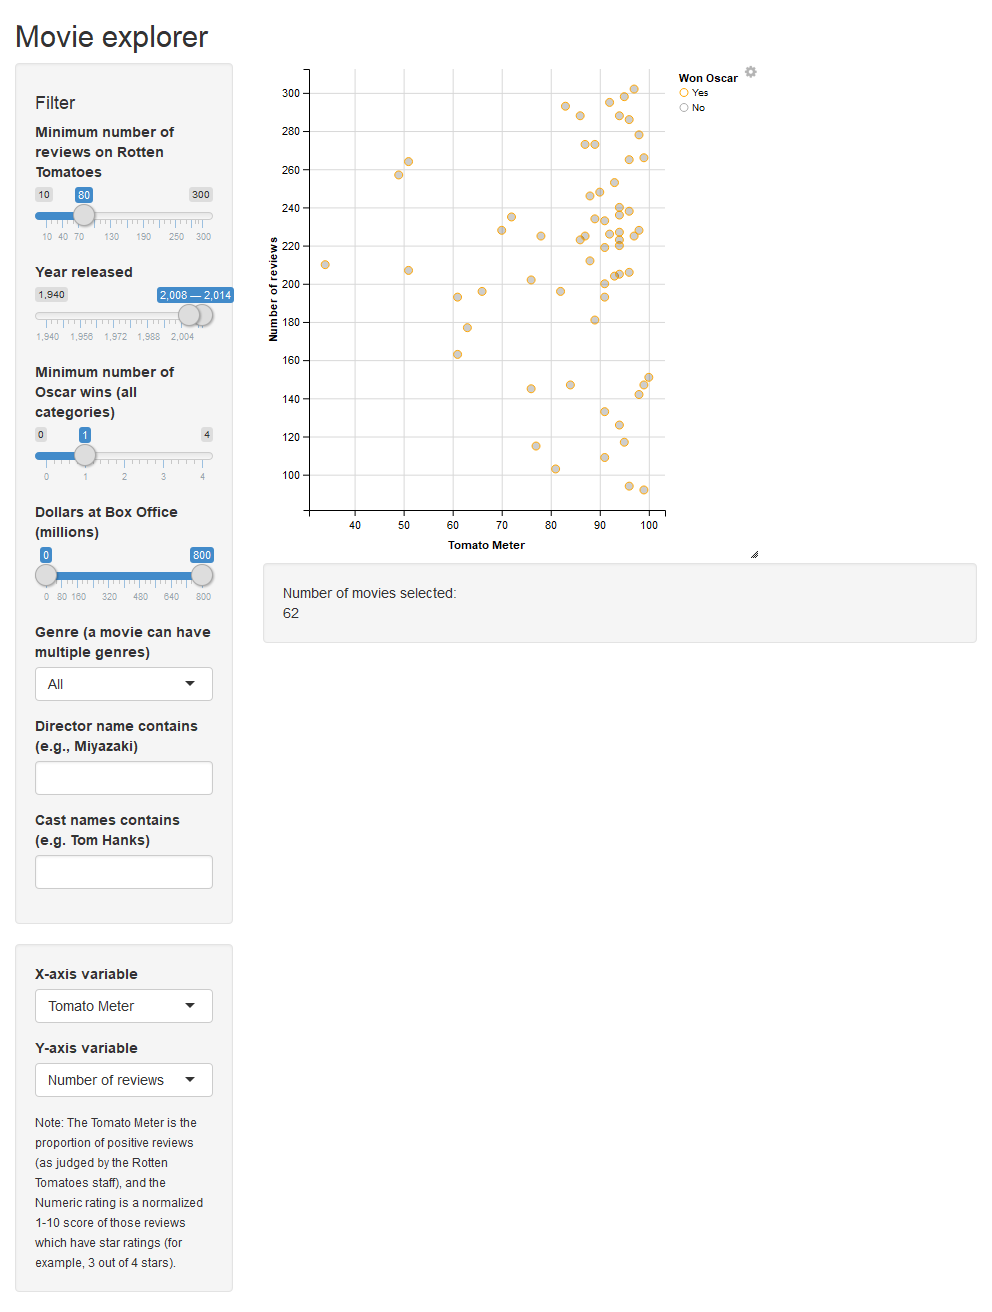 Movie explorer
Filter
Minimum number of
reviews on Rotten
Tomatoes
10 80 300
10 40 70 130 190 250 300
Year released
1,940 2,008 — 2,014
1,940 1,956 1,972 1,988 2,004
Minimum number of
Oscar wins (all
categories)
0 1 4
0 1 2 3 4
Dollars at Box Office
(millions)
0 800
0 80 160 320 480 640 800
Genre (a movie can have
multiple genres)
All
Director name contains
(e.g., Miyazaki)
Cast names contains
(e.g. Tom Hanks)
X-axis variable
Tomato Meter
Y-axis variable
Number of reviews
Note: The Tomato Meter is the
proportion of positive reviews
(as judged by the Rotten
Tomatoes staff), and the
Numeric rating is a normalized
1-10 score of those reviews
which have star ratings (for
example, 3 out of 4 stars).
Number of reviews
300
280
260
240
220
200
180
160
140
120
100
40 50 60 70 80 90 100
Tomato Meter
Won Oscar
Yes
No
Number of movies selected:
62